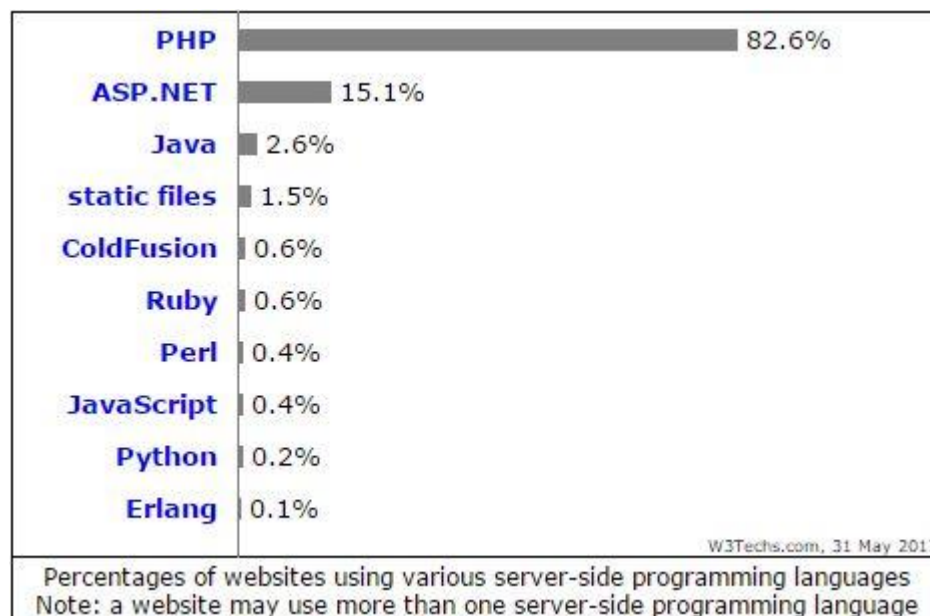 PHP 82.6%
ASP.NET 15.1%
Java 2.6%
static files 1.5%
ColdFusion 0.6%
Ruby 0.6%
Perl 0.4%
JavaScript 0.4%
Python 0.2%
Erlang 0.1%
W3Techs.com, 31 May 201
Percentages of websites using various server-side programming languages
Note: a website may use more than one server-side programming language